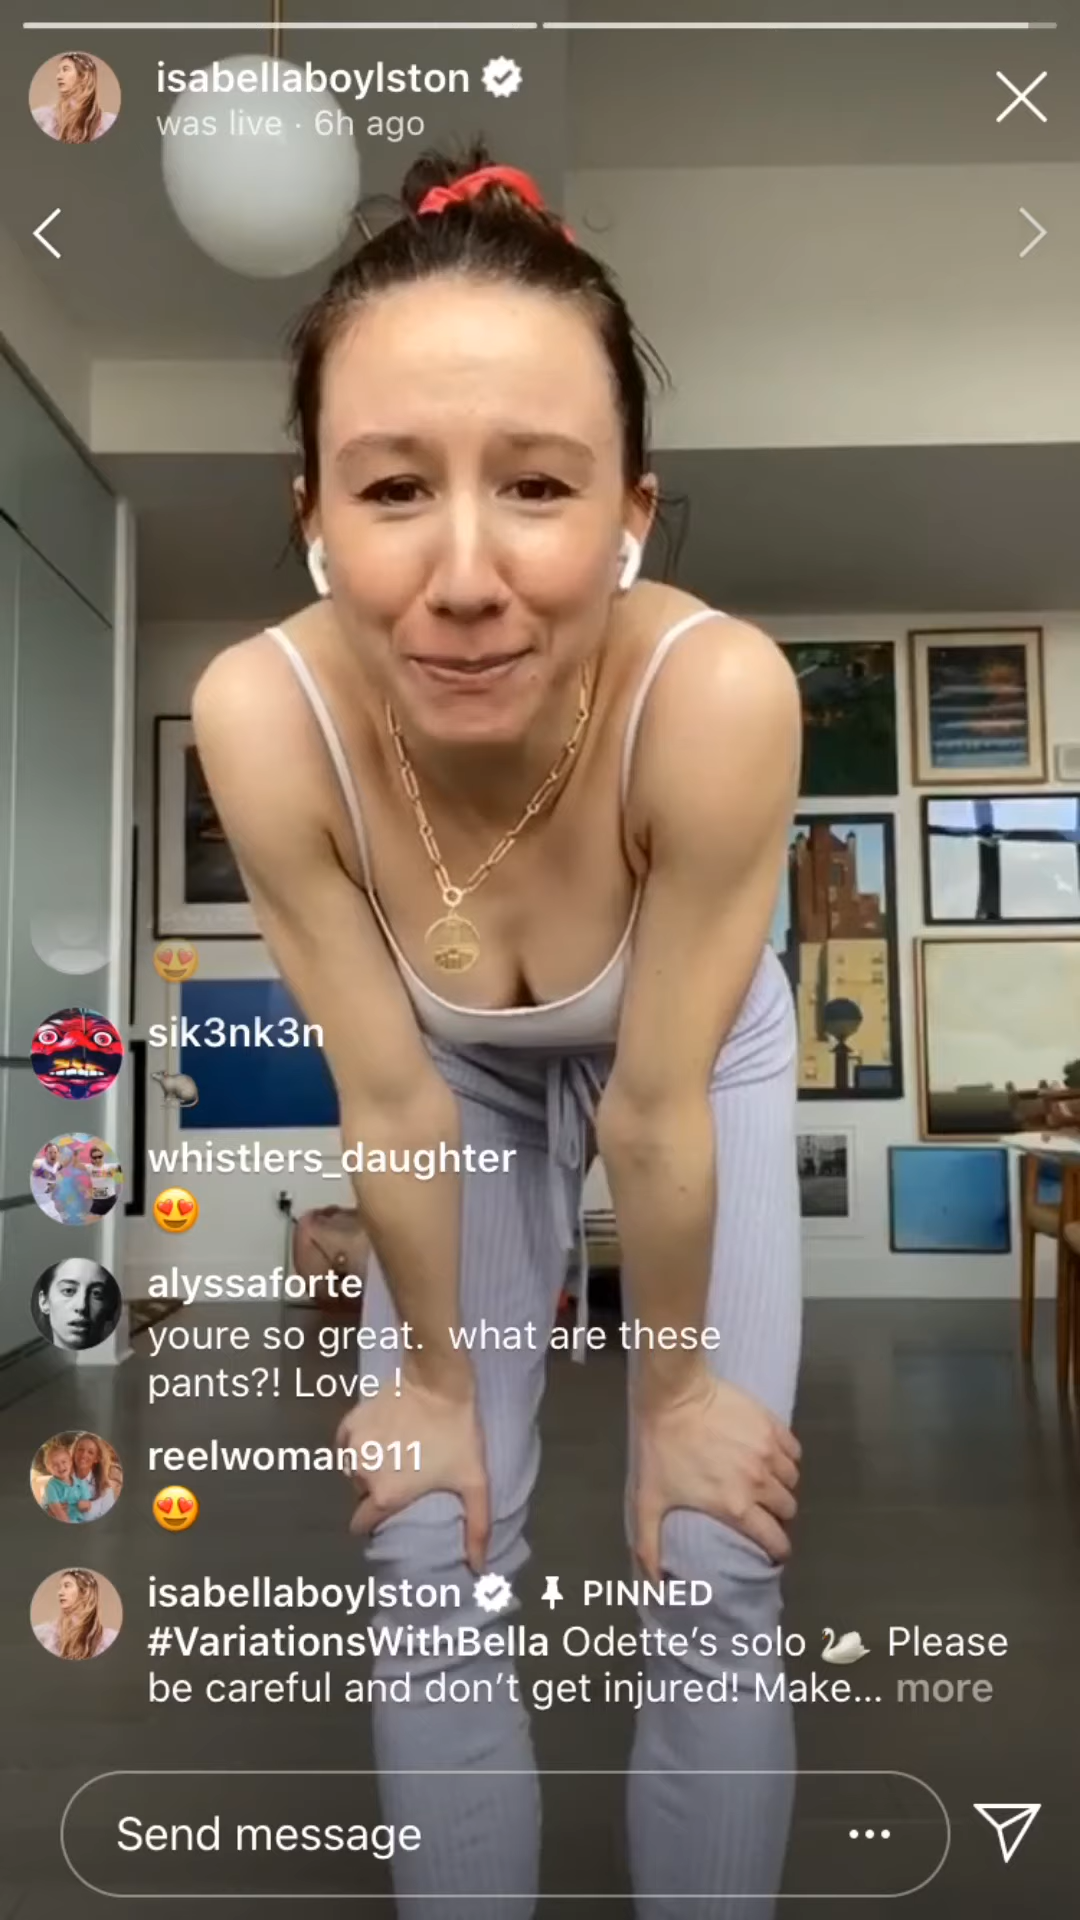 isabellaboylston
was live · 6h ago
sik3nk3n
whistlers_daughter
alyssaforte
youre so great.  what are these
pants?! Love !
reelwoman911
isabellaboylston PINNED
#VariationsWithBella Odette’s solo 🦢 Please
be careful and don’t get injured! Make... more
Send message